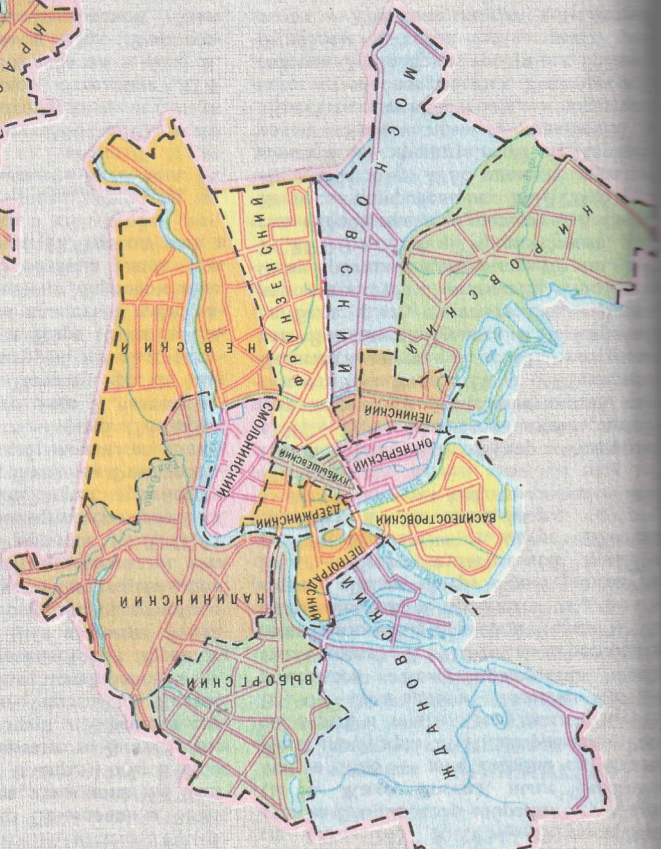 МОСКОВСКИЙ
КИРОВСКИЙ
ФРУНЗЕНСКИЙ
НЕВСКИЙ
ЛЕНИНСКИЙ
СМОЛЬНИНСКИЙ
ОКТЯБРЬСКИЙ
КУЙБЫШЕВСКИЙ
ДЗЕРЖИНСКИЙ
ВАСИЛЕОСТРОВСКИЙ
ПЕТРОГРАДСКИЙ
КАЛИНИНСКИЙ
ВЫБОРГСКИЙ
ЖДАНОВСКИЙ